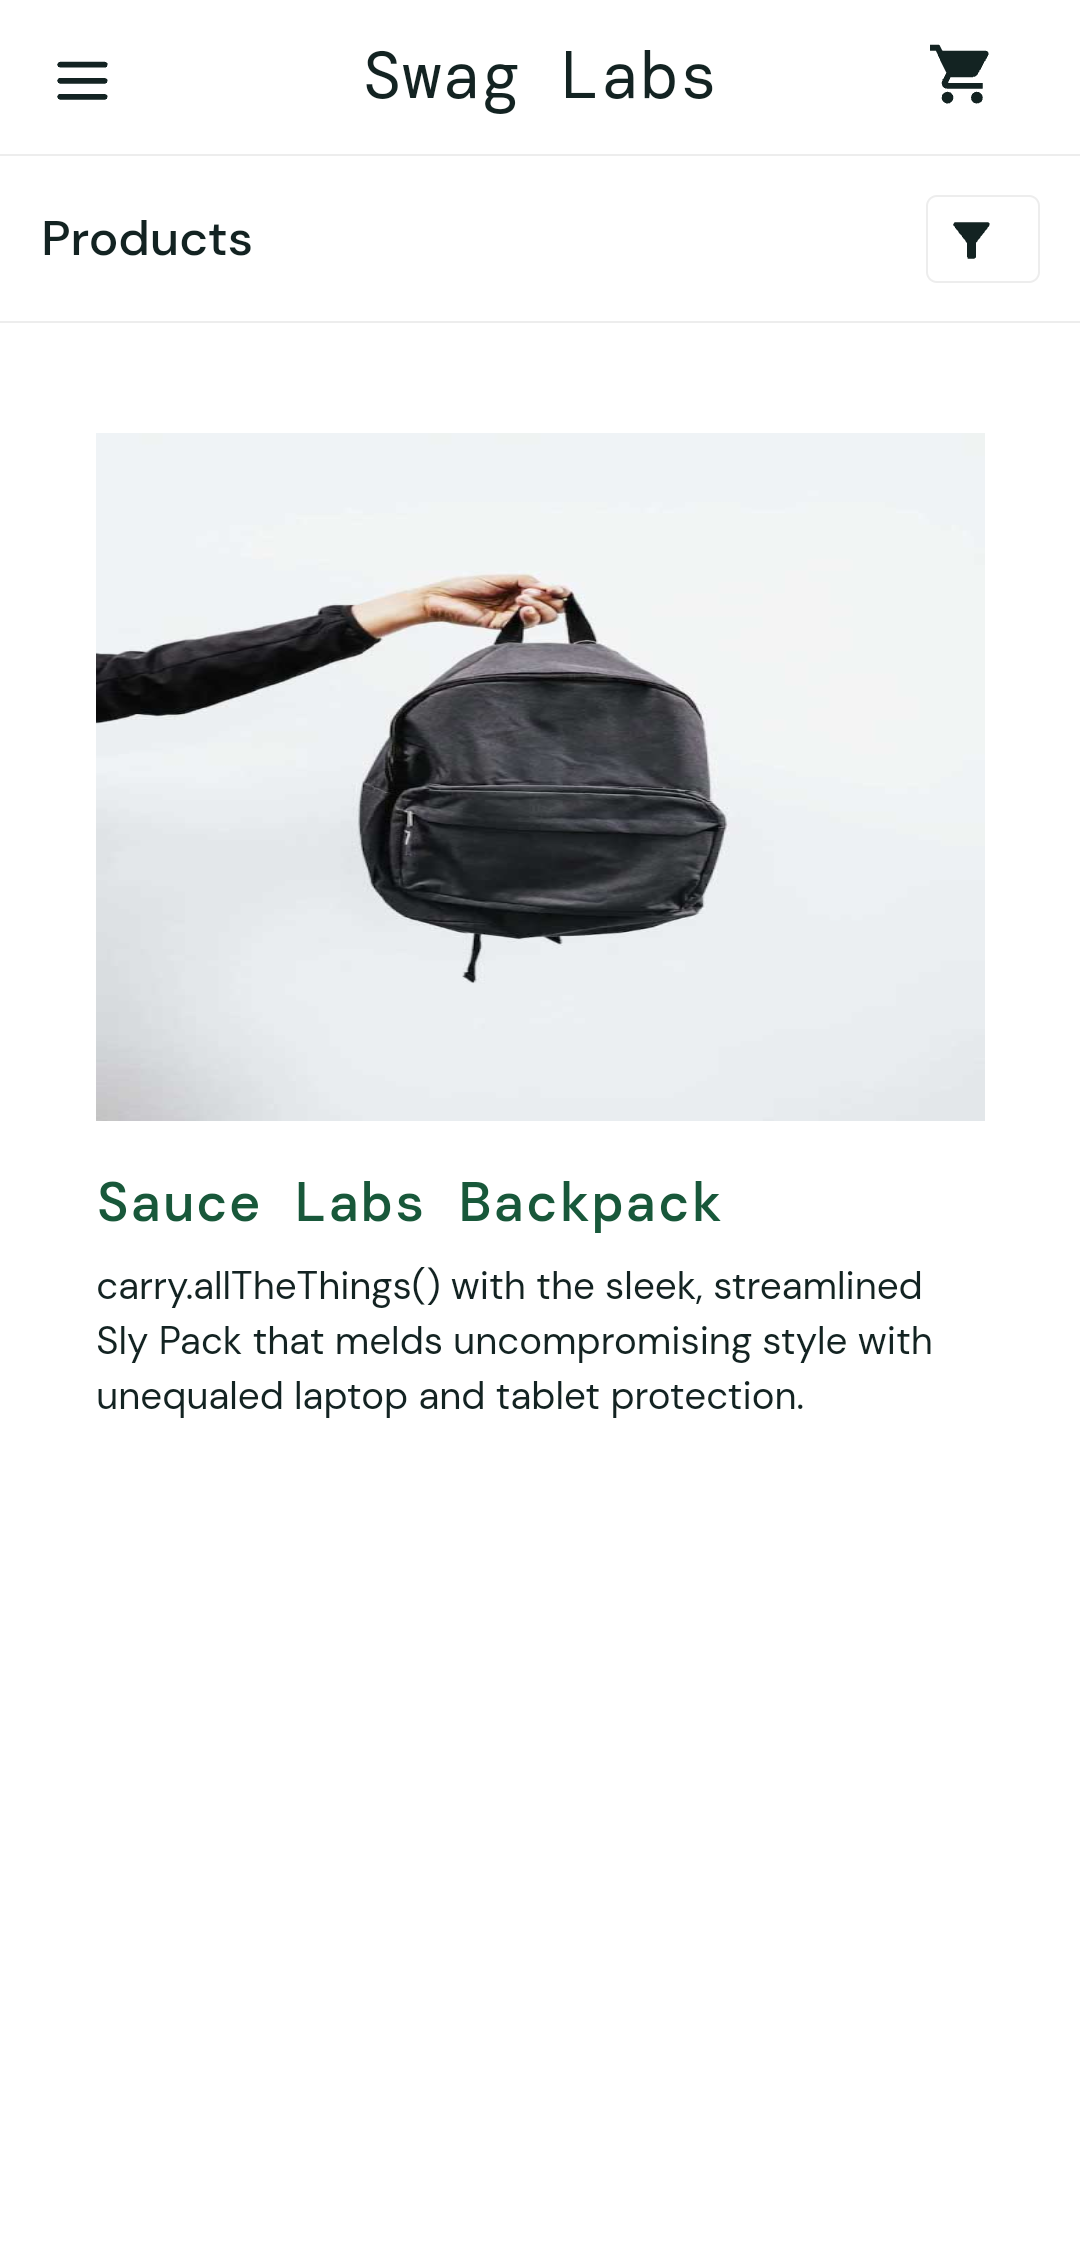 Swag Labs
Products
Sauce Labs Backpack
carry.allTheThings() with the sleek, streamlined
Sly Pack that melds uncompromising style with
unequaled laptop and tablet protection.